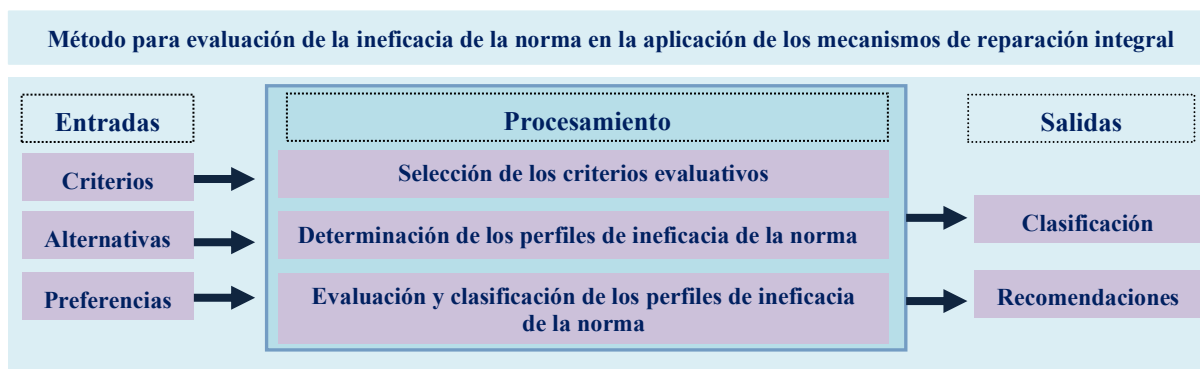 Método para evaluación de la ineficacia de la norma en la aplicación de los mecanismos de reparación integral
Entradas
Procesamiento
Salidas
Criterios
Selección de los criterios evaluativos
Alternativas
Determinación de los perfiles de ineficacia de la norma
Clasificación
Preferencias
Evaluación y clasificación de los perfiles de ineficacia
de la norma
Recomendaciones